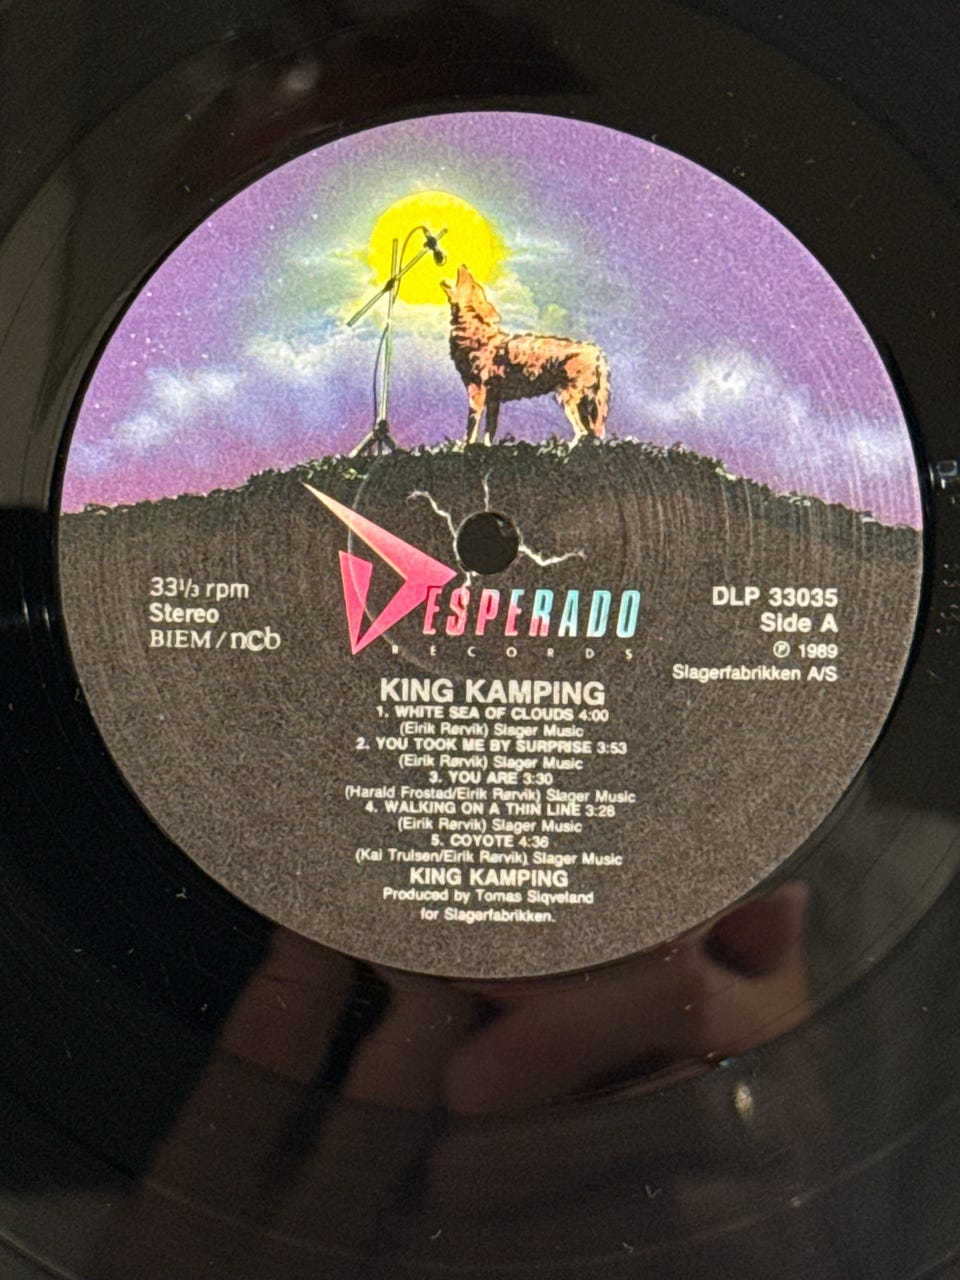 33⅓ rpm
Stereo
BIEM/ncb
DESPERADO
RECORDS
DLP 33035
Side A
℗ 1989
Slagerfabrikken A/S
KING KAMPING
1. WHITE SEA OF CLOUDS 4:00
(Eirik Rørvik) Slager Music
2. YOU TOOK ME BY SURPRISE 3:53
(Eirik Rørvik) Slager Music
3. YOU ARE 3:30
(Harald Frostad/Eirik Rørvik) Slager Music
4. WALKING ON A THIN LINE 3:28
(Eirik Rørvik) Slager Music
5. COYOTE 4:36
(Kai Trulsen/Eirik Rørvik) Slager Music
KING KAMPING
Produced by Tomas Siqveland
for Slagerfabrikken.